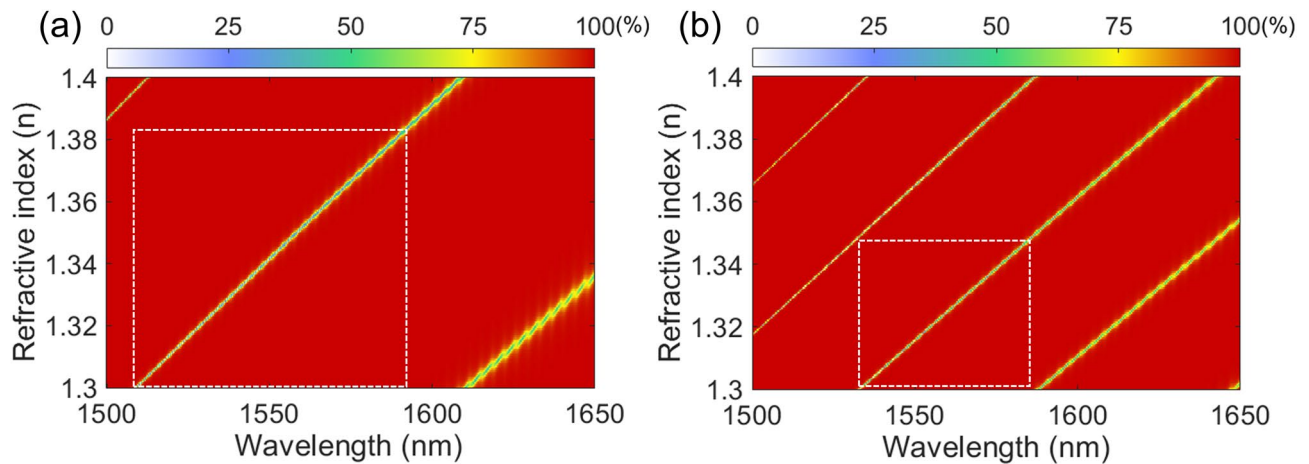 (a) 0 25 50 75 100(%)
1.4
1.38
1.36
1.34
1.32
1.3
Refractive index (n)
1500 1550 1600 1650
Wavelength (nm)
(b) 0 25 50 75 100(%)
1.4
1.38
1.36
1.34
1.32
1.3
Refractive index (n)
1500 1550 1600 1650
Wavelength (nm)